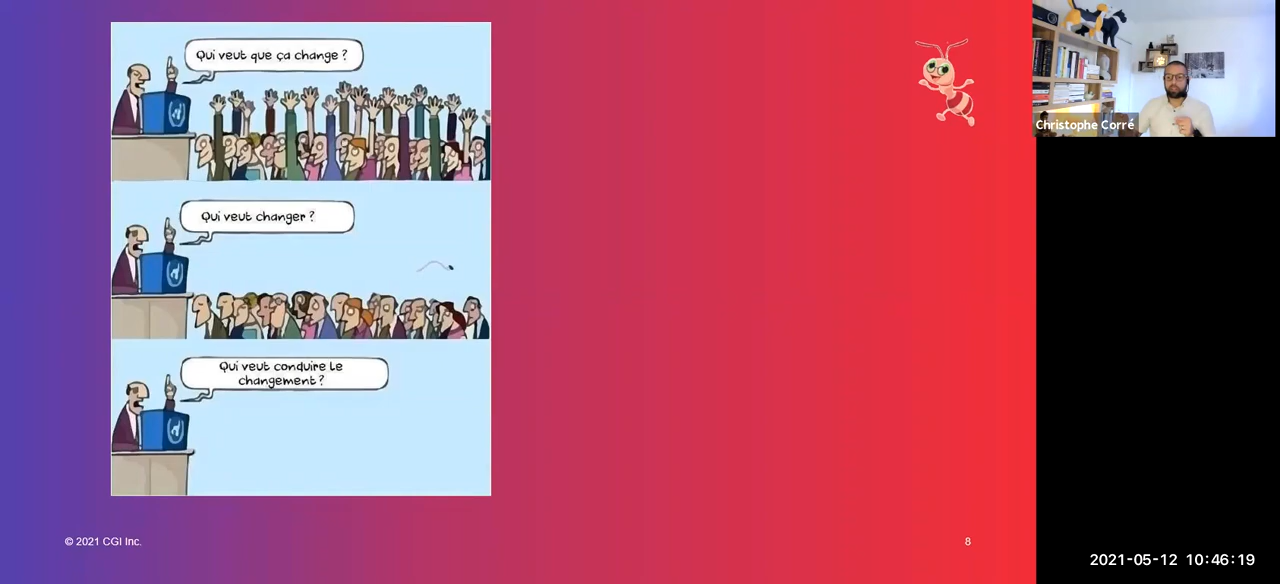 Qui veut que ça change ?
Christophe Corré
Qui veut changer ?
Qui veut conduire le
changement ?
© 2021 CGI Inc.
8
2021-05-12 10:46:19